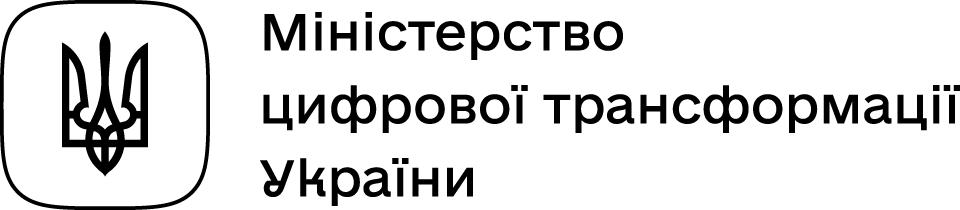 Міністерство
цифрової трансформації
України